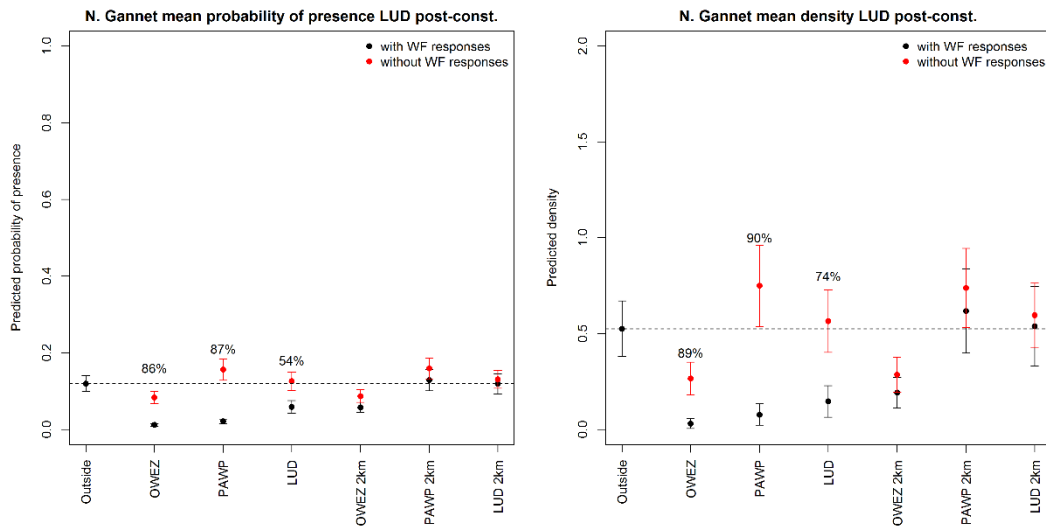 N. Gannet mean probability of presence LUD post-const.
with WF responses
without WF responses
Predicted probability of presence
1.0
0.8
0.6
0.4
0.2
0.0
86%
87%
54%
Outside
OWEZ
PAWP
LUD
OWEZ 2km
PAWP 2km
LUD 2km
N. Gannet mean density LUD post-const.
with WF responses
without WF responses
Predicted density
2.0
1.5
1.0
0.5
0.0
89%
90%
74%
Outside
OWEZ
PAWP
LUD
OWEZ 2km
PAWP 2km
LUD 2km